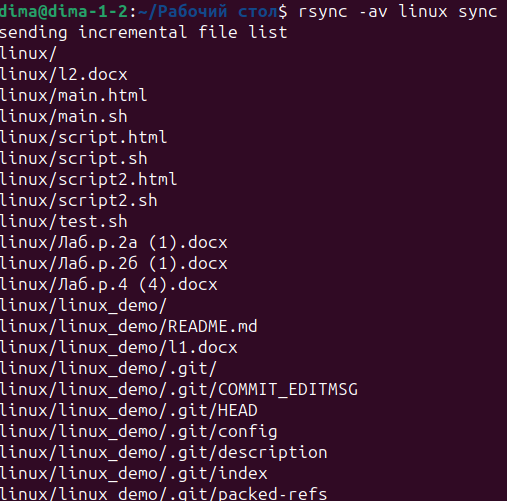 dima@dima-1-2:~/Рабочий стол$ rsync -av linux sync
sending incremental file list
linux/
linux/l2.docx
linux/main.html
linux/main.sh
linux/script.html
linux/script.sh
linux/script2.html
linux/script2.sh
linux/test.sh
linux/Лаб.р.2а (1).docx
linux/Лаб.р.2б (1).docx
linux/Лаб.р.4 (4).docx
linux/linux_demo/
linux/linux_demo/README.md
linux/linux_demo/l1.docx
linux/linux_demo/.git/
linux/linux_demo/.git/COMMIT_EDITMSG
linux/linux_demo/.git/HEAD
linux/linux_demo/.git/config
linux/linux_demo/.git/description
linux/linux_demo/.git/index
linux/linux_demo/.git/packed-refs